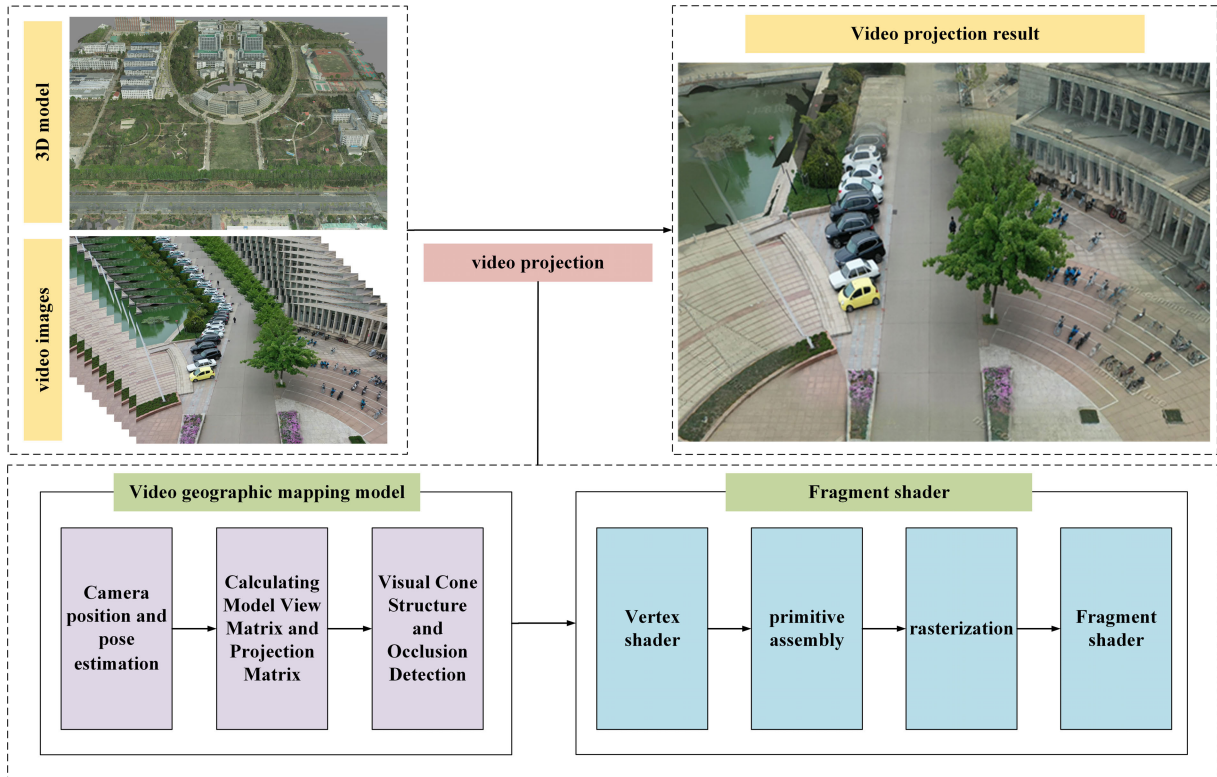 3D model
video images
video projection
Video projection result
Video geographic mapping model
Camera
position and
pose
estimation
Calculating
Model View
Matrix and
Projection
Matrix
Visual Cone
Structure
and
Occlusion
Detection
Fragment shader
Vertex
shader
primitive
assembly
rasterization
Fragment
shader